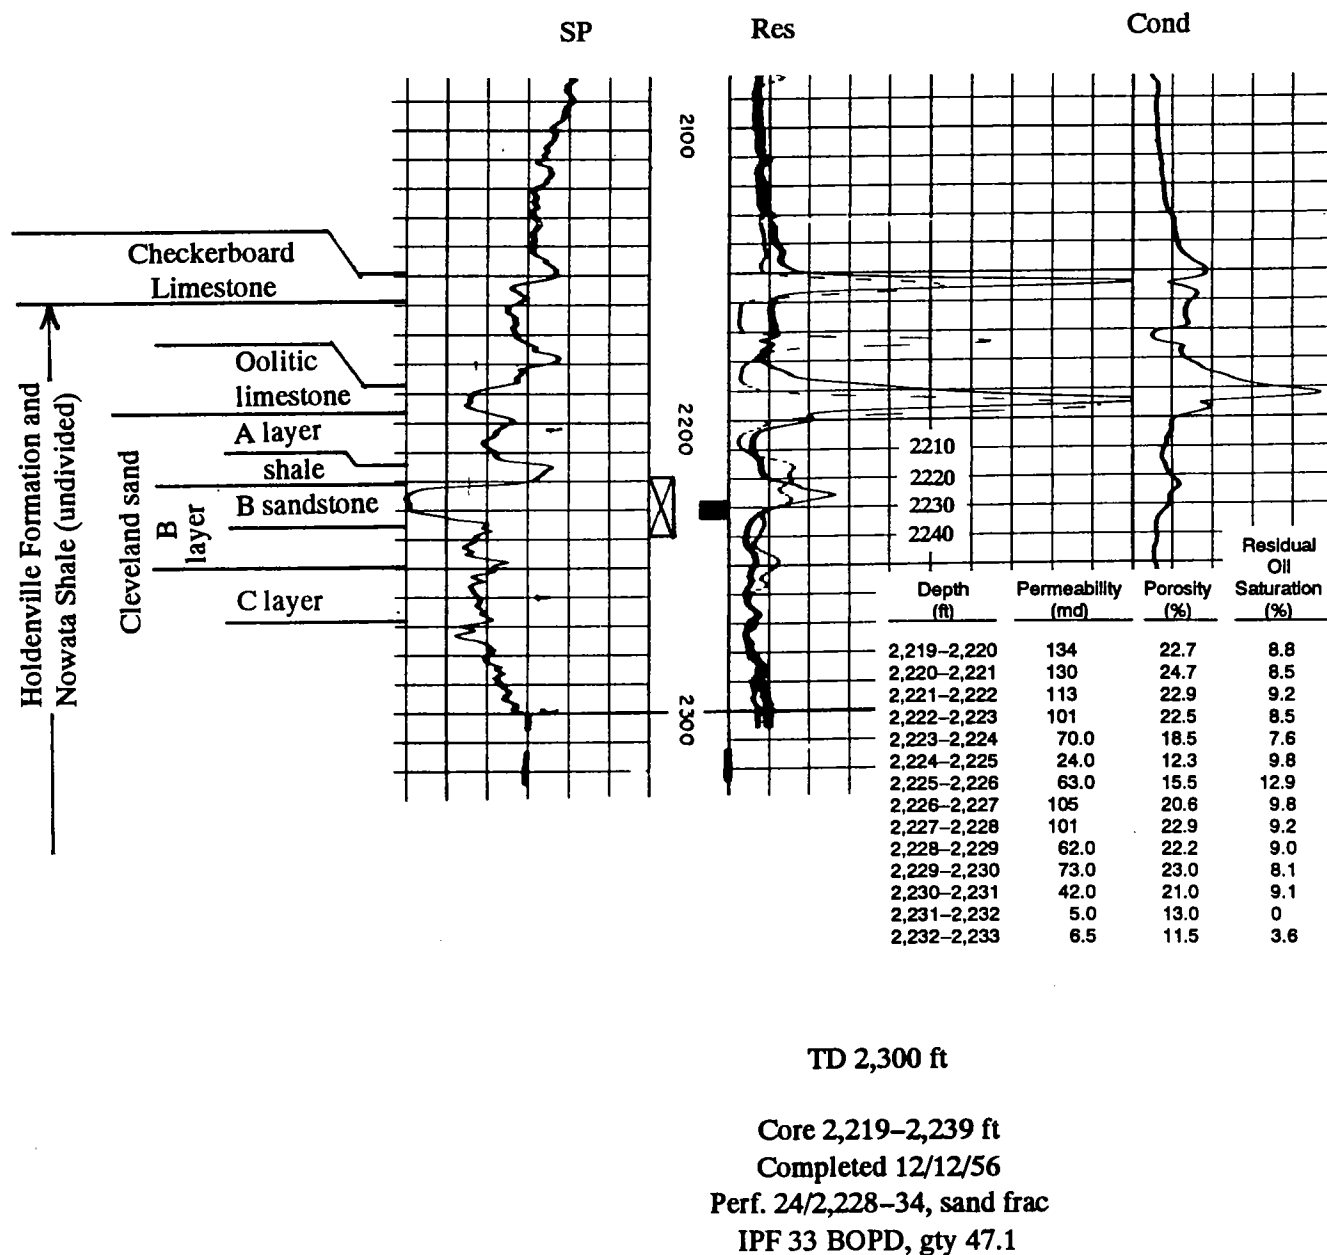 SP
Res
Cond
2100
2200
2300
Checkerboard
Limestone
Oolitic
limestone
A layer
shale
B sandstone
B
layer
C layer
Cleveland sand
Holdenville Formation and
Nowata Shale (undivided)
2210
2220
2230
2240
Depth (ft) Permeability (md) Porosity (%) Residual Oil Saturation (%)
2,219–2,220 134 22.7 8.8
2,220–2,221 130 24.7 8.5
2,221–2,222 113 22.9 9.2
2,222–2,223 101 22.5 8.5
2,223–2,224 70.0 18.5 7.6
2,224–2,225 24.0 12.3 9.8
2,225–2,226 63.0 15.5 12.9
2,226–2,227 105 20.6 9.8
2,227–2,228 101 22.9 9.2
2,228–2,229 62.0 22.2 9.0
2,229–2,230 73.0 23.0 8.1
2,230–2,231 42.0 21.0 9.1
2,231–2,232 5.0 13.0 0
2,232–2,233 6.5 11.5 3.6
TD 2,300 ft
Core 2,219–2,239 ft
Completed 12/12/56
Perf. 24/2,228–34, sand frac
IPF 33 BOPD, gty 47.1